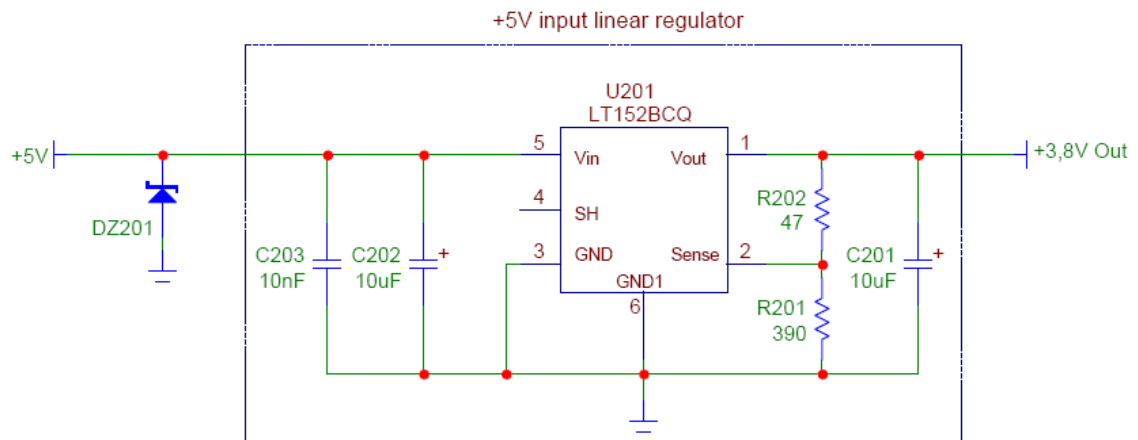 +5V input linear regulator
U201
LT152BCQ
+5V
5
Vin
Vout
1
+3,8V Out
4
SH
R202
47
DZ201
C203
10nF
C202
10uF
+
3
GND
Sense
2
C201
10uF
+
GND1
6
R201
390